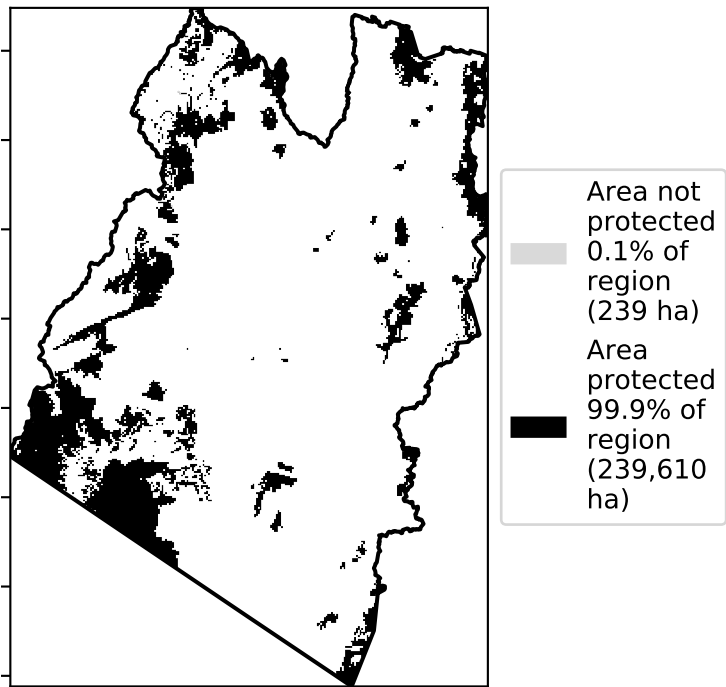 Area not
protected
0.1% of
region
(239 ha)
Area
protected
99.9% of
region
(239,610
ha)